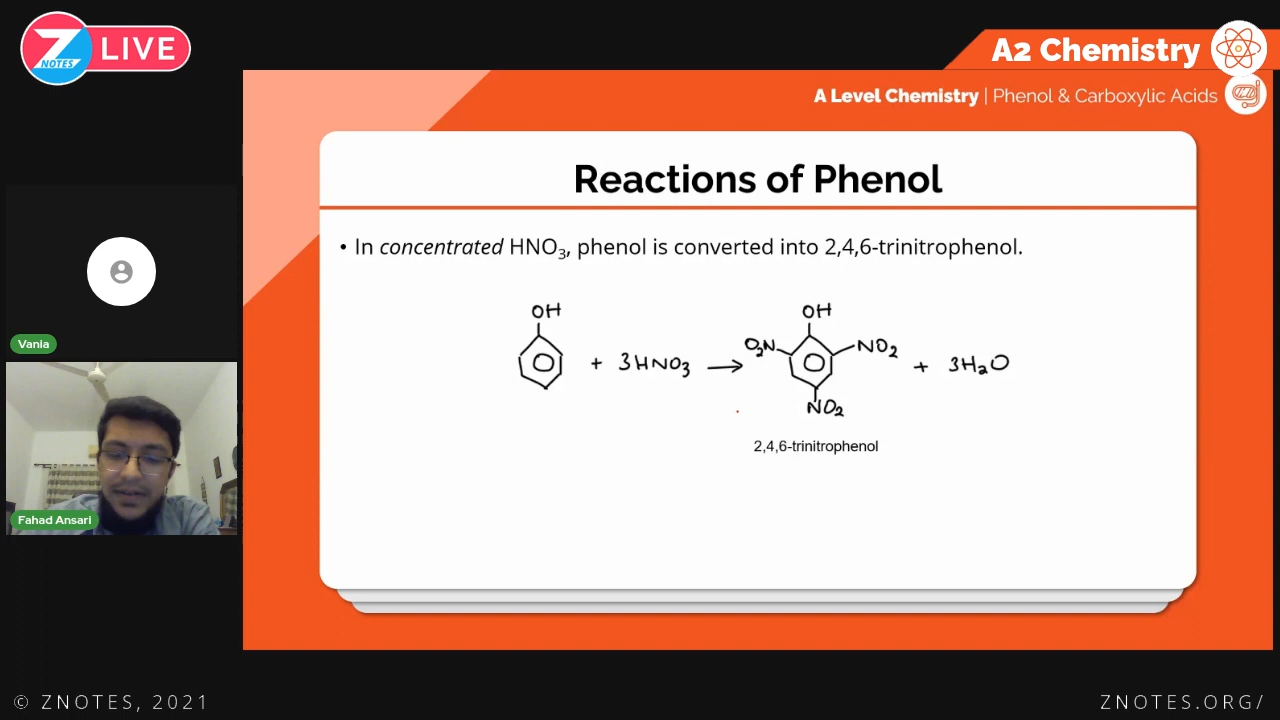 Z NOTES LIVE
A2 Chemistry
A Level Chemistry | Phenol & Carboxylic Acids
Reactions of Phenol
• In concentrated HNO₃, phenol is converted into 2,4,6-trinitrophenol.
OH
OH
+ 3HNO₃ → O₂N NO₂ + 3H₂O
NO₂
2,4,6-trinitrophenol
Vania
Fahad Ansari
© ZNOTES, 2021
ZNOTES.ORG/